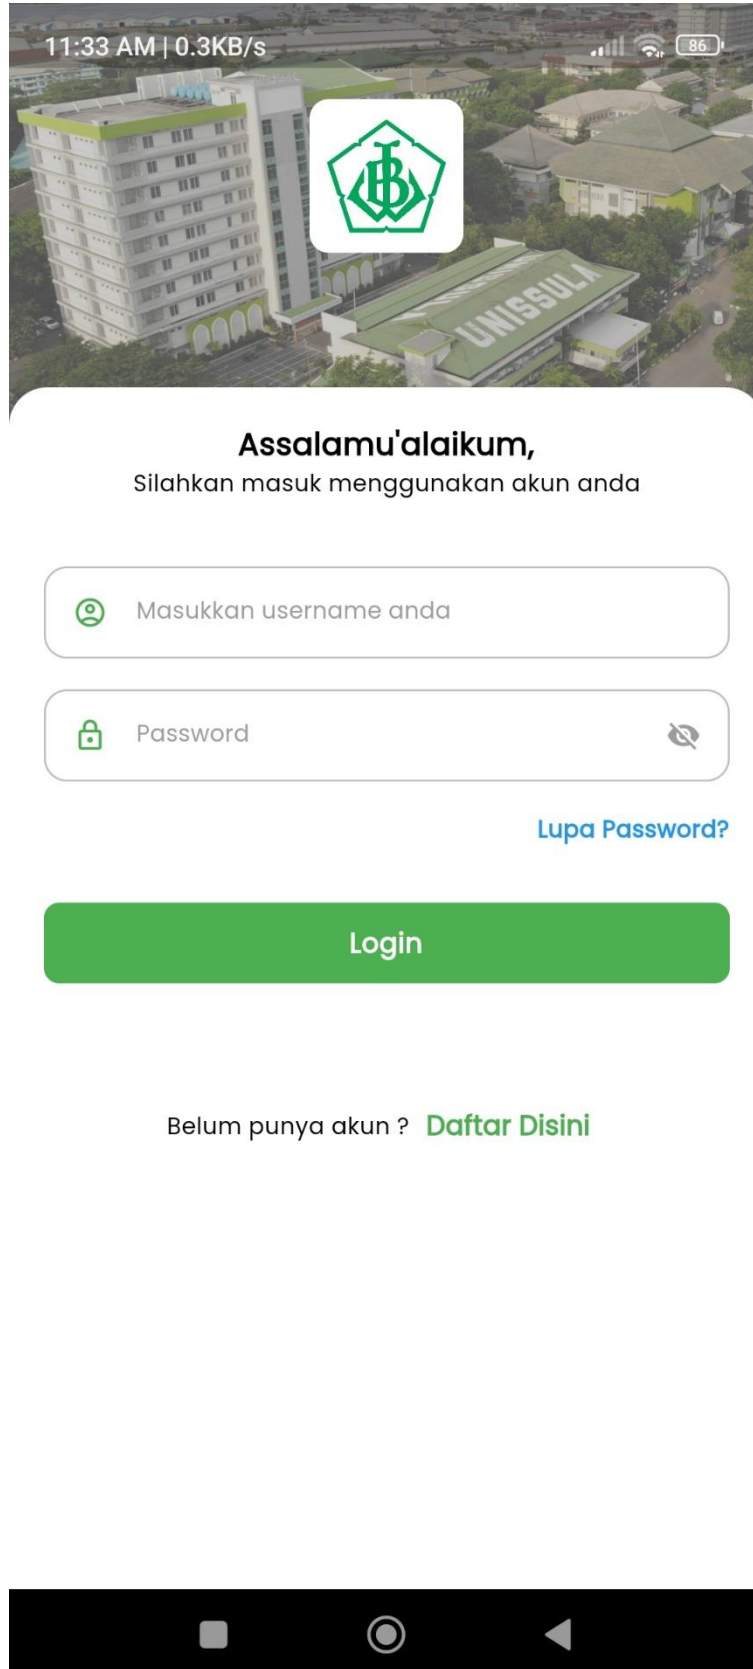 11:33 AM | 0.3KB/s
86
UNISSULA
Assalamu'alaikum,
Silahkan masuk menggunakan akun anda
Masukkan username anda
Password
Lupa Password?
Login
Belum punya akun ? Daftar Disini